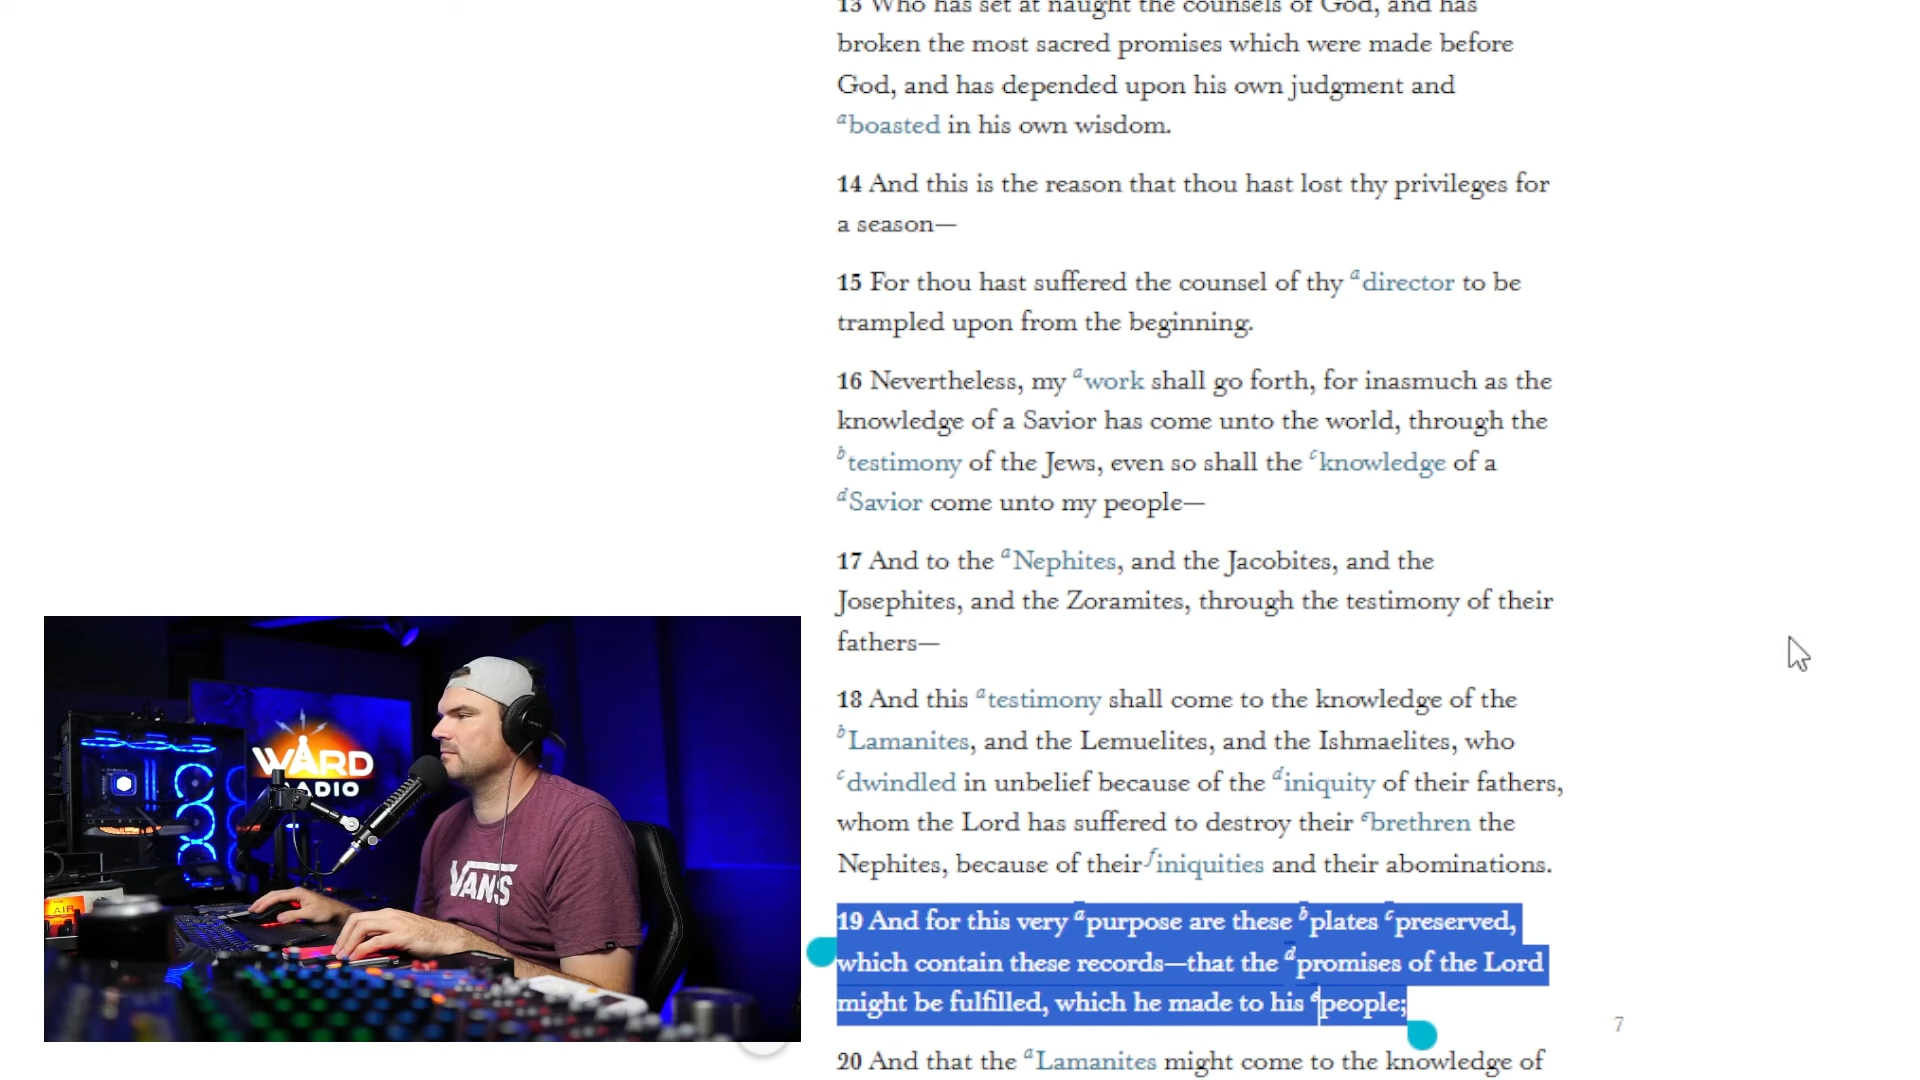 13 Who has set at naught the counsels of God, and has
broken the most sacred promises which were made before
God, and has depended upon his own judgment and
aboasted in his own wisdom.
14 And this is the reason that thou hast lost thy privileges for
a season—
15 For thou hast suffered the counsel of thy adirector to be
trampled upon from the beginning.
16 Nevertheless, my awork shall go forth, for inasmuch as the
knowledge of a Savior has come unto the world, through the
btestimony of the Jews, even so shall the cknowledge of a
dSavior come unto my people—
17 And to the aNephites, and the Jacobites, and the
Josephites, and the Zoramites, through the testimony of their
fathers—
18 And this atestimony shall come to the knowledge of the
bLamanites, and the Lemuelites, and the Ishmaelites, who
cdwindled in unbelief because of the diniquity of their fathers,
whom the Lord has suffered to destroy their ebrethren the
Nephites, because of their finiquities and their abominations.
19 And for this very apurpose are these bplates cpreserved,
which contain these records—that the dpromises of the Lord
might be fulfilled, which he made to his epeople;
7
20 And that the aLamanites might come to the knowledge of
WARD
RADIO
VANS
AIR